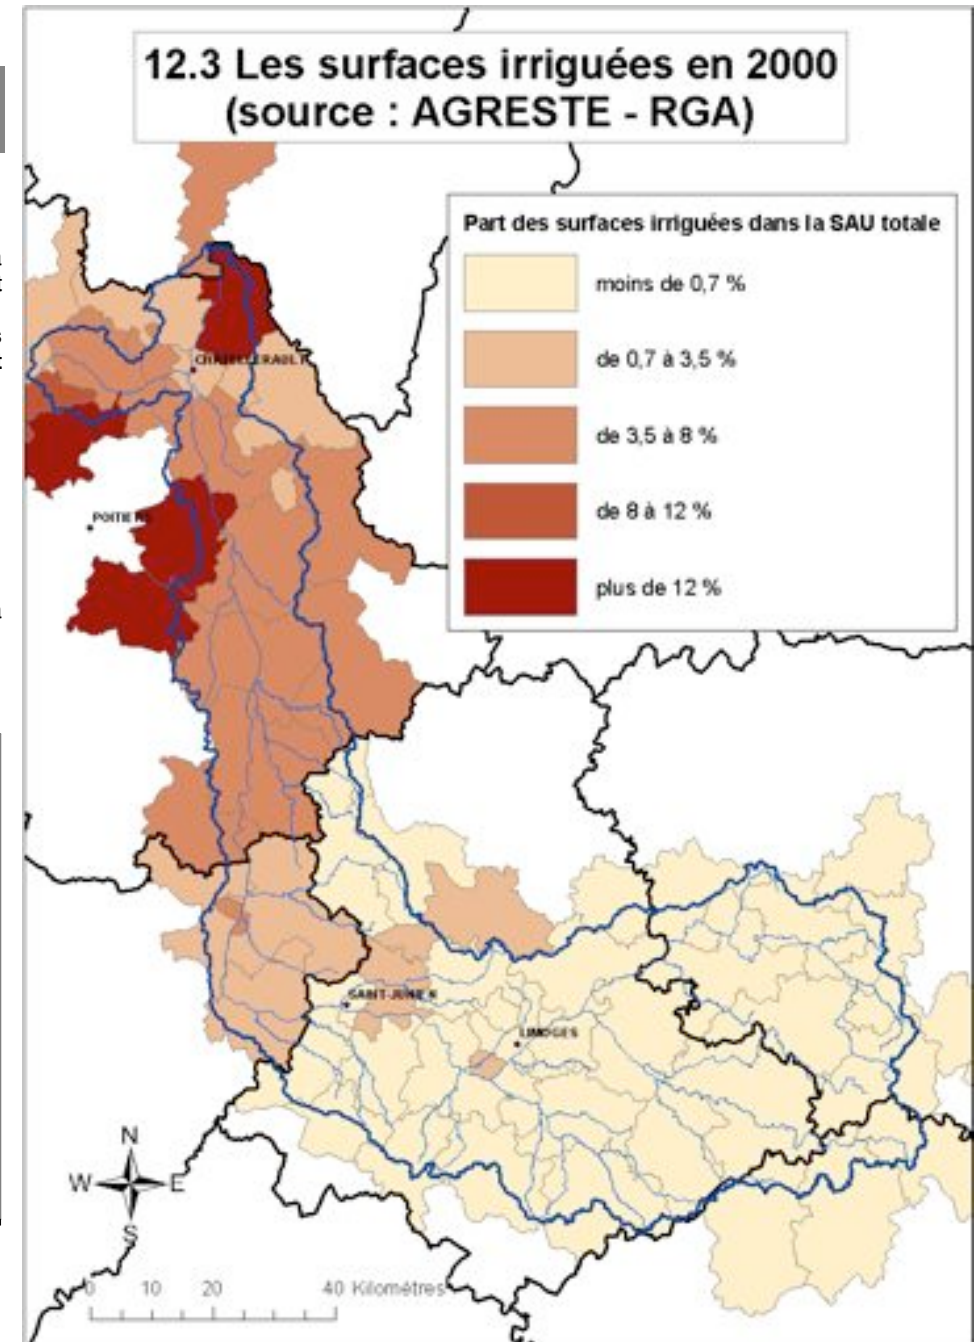 12.3 Les surfaces irriguées en 2000
(source : AGRESTE - RGA)
Part des surfaces irriguées dans la SAU totale
moins de 0,7 %
de 0,7 à 3,5 %
de 3,5 à 8 %
de 8 à 12 %
plus de 12 %
CHATELLERAULT
POITIERS
SAINT-JUNIEN
LIMOGES
N
W E
S
0 10 20 40 Kilomètres